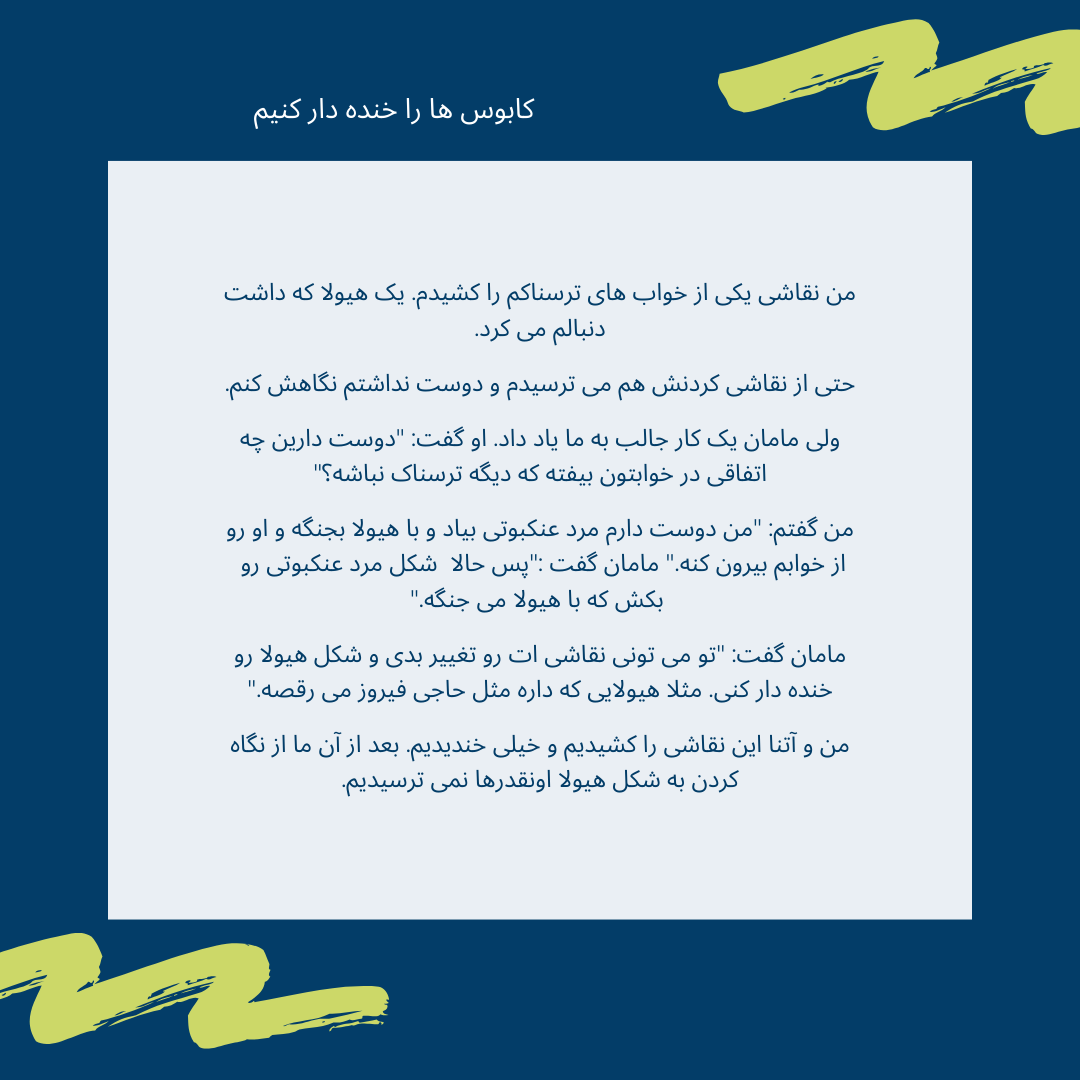 کابوس ها را خنده دار کنیم
من نقاشی یکی از خواب های ترسناکم را کشیدم. یک هیولا که داشت
دنبالم می کرد.
حتی از نقاشی کردنش هم می ترسیدم و دوست نداشتم نگاهش کنم.
ولی مامان یک کار جالب به ما یاد داد. او گفت: "دوست دارین چه
اتفاقی در خوابتون بیفته که دیگه ترسناک نباشه؟"
من گفتم: "من دوست دارم مرد عنکبوتی بیاد و با هیولا بجنگه و او رو
از خوابم بیرون کنه." مامان گفت :"پس حالا  شکل مرد عنکبوتی رو
بکش که با هیولا می جنگه."
مامان گفت: "تو می تونی نقاشی ات رو تغییر بدی و شکل هیولا رو
خنده دار کنی. مثلا هیولایی که داره مثل حاجی فیروز می رقصه."
من و آتنا این نقاشی را کشیدیم و خیلی خندیدیم. بعد از آن ما از نگاه
کردن به شکل هیولا اونقدرها نمی ترسیدیم.